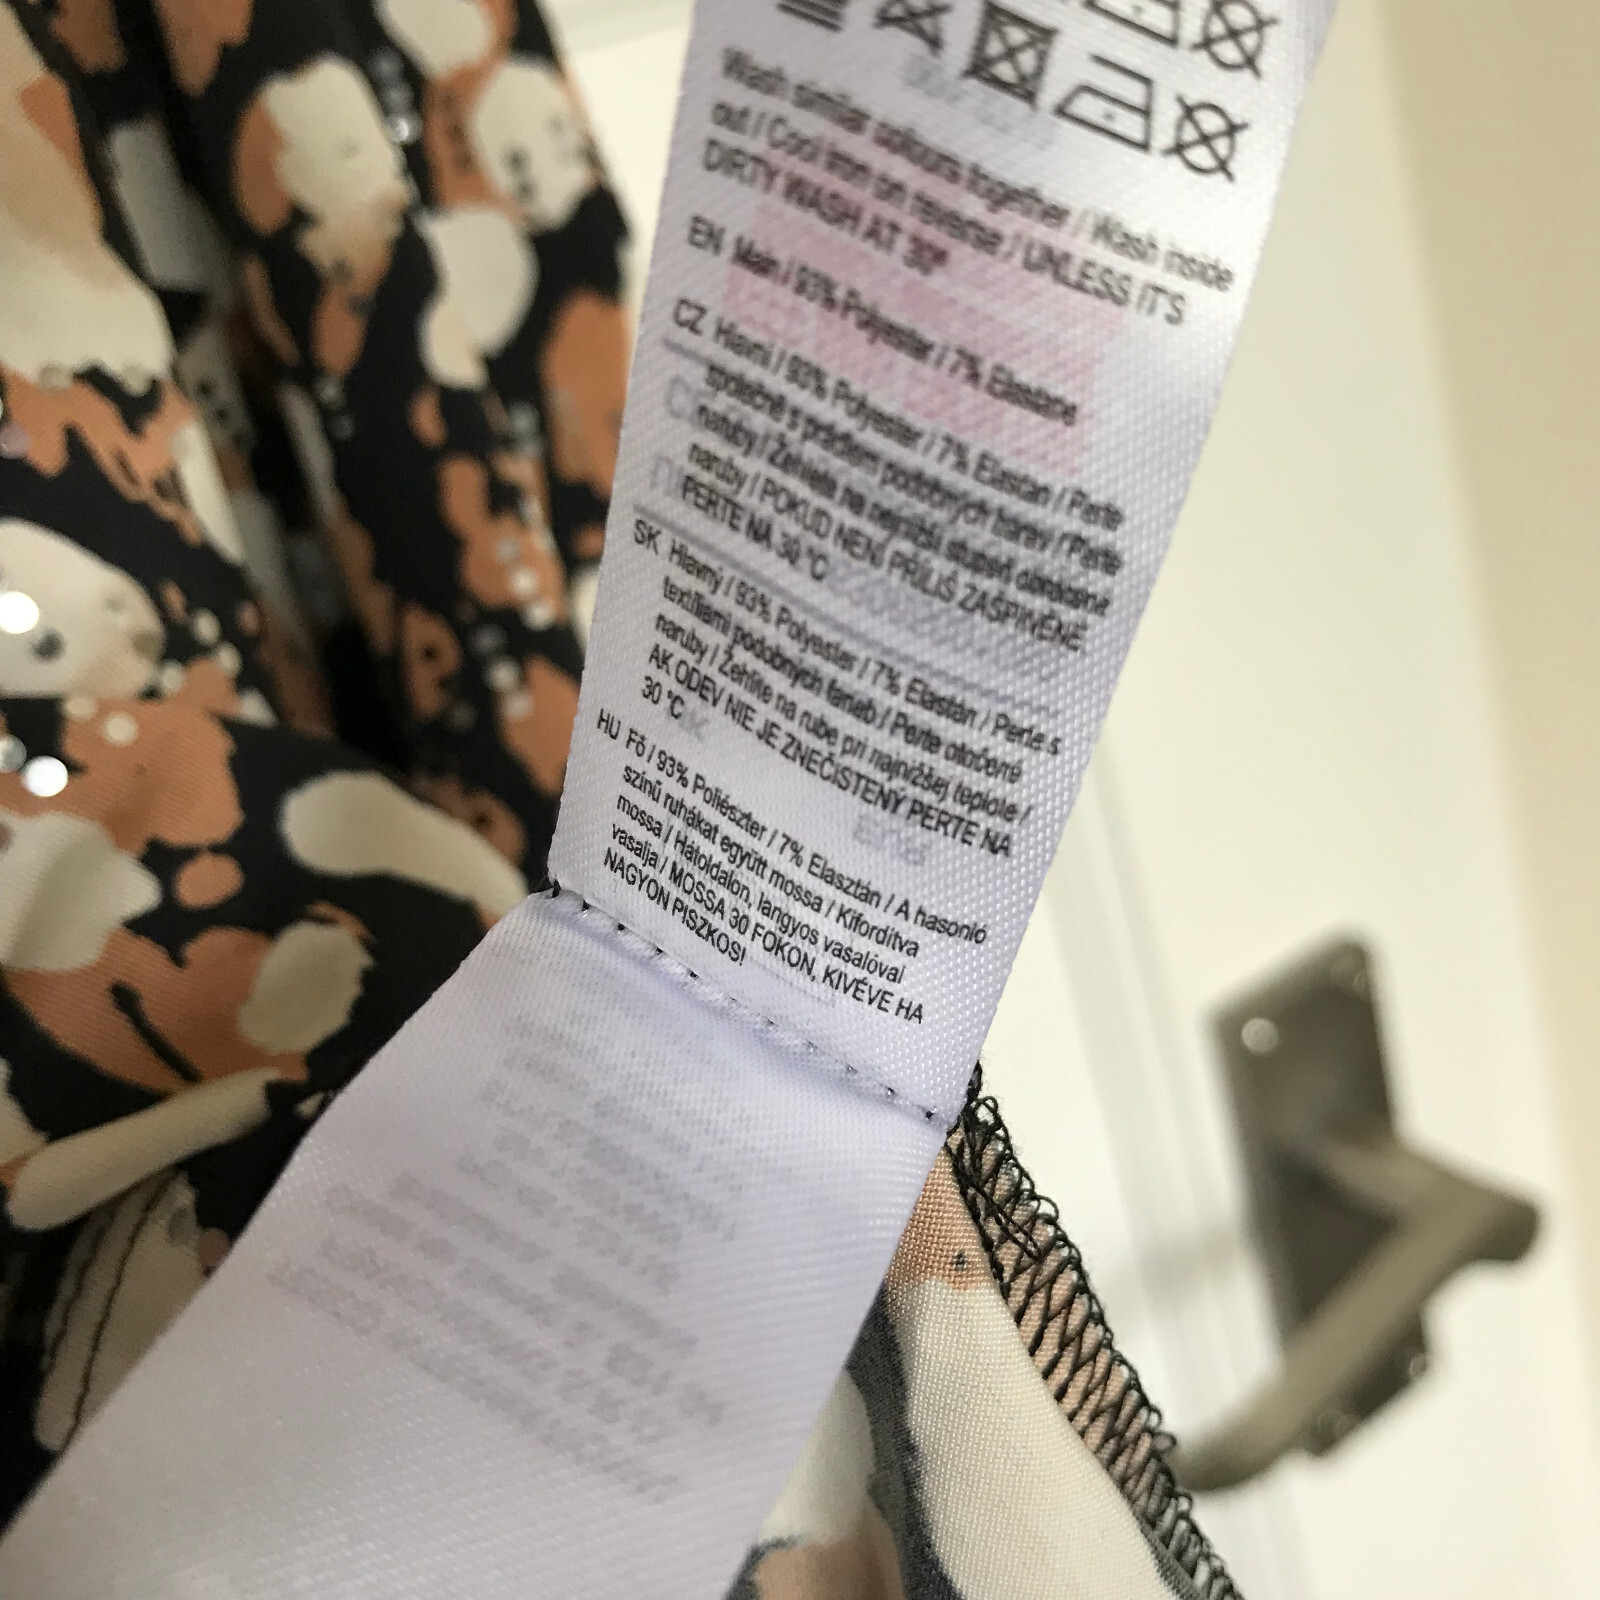 Wash similar colours together / Wash inside
out / Cool iron on reverse / UNLESS IT'S
DIRTY WASH AT 30°
EN Main / 93% Polyester / 7% Elastane
CZ Hlavní / 93% Polyester / 7% Elastan / Perte
společně s prádlem podobných barev / Perte
naruby / Žehlete na nejnižší stupeň obráceně
naruby / POKUD NENÍ PŘÍLIŠ ZAŠPINĚNÉ
PERTE NA 30 °C
SK Hlavný / 93% Polyester / 7% Elastán / Perte s
textíliami podobných farieb / Perte otočené
naruby / Žehlite na rube pri najnižšej teplote /
AK ODEV NIE JE ZNEČISTENÝ PERTE NA
30 °C
HU Fő / 93% Poliészter / 7% Elasztán / A hasonló
színű ruhákat együtt mossa / Kifordítva
mossa / Hátoldalon, langyos vasalóval
vasalja / MOSSA 30 FOKON, KIVÉVE HA
NAGYON PISZKOS!